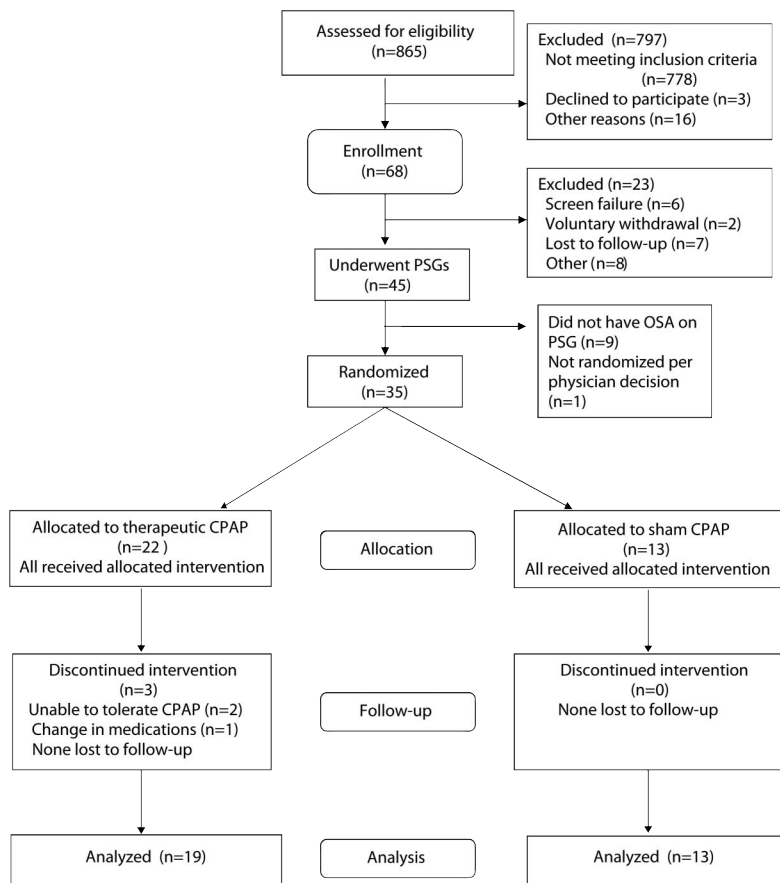 Assessed for eligibility
(n=865)
Excluded (n=797)
Not meeting inclusion criteria
(n=778)
Declined to participate (n=3)
Other reasons (n=16)
Enrollment
(n=68)
Excluded (n=23)
Screen failure (n=6)
Voluntary withdrawal (n=2)
Lost to follow-up (n=7)
Other (n=8)
Underwent PSGs
(n=45)
Did not have OSA on
PSG (n=9)
Not randomized per
physician decision
(n=1)
Randomized
(n=35)
Allocated to therapeutic CPAP
(n=22 )
All received allocated intervention
Allocation
Allocated to sham CPAP
(n=13)
All received allocated intervention
Discontinued intervention
(n=3)
Unable to tolerate CPAP (n=2)
Change in medications (n=1)
None lost to follow-up
Follow-up
Discontinued intervention
(n=0)
None lost to follow-up
Analyzed (n=19)
Analysis
Analyzed (n=13)